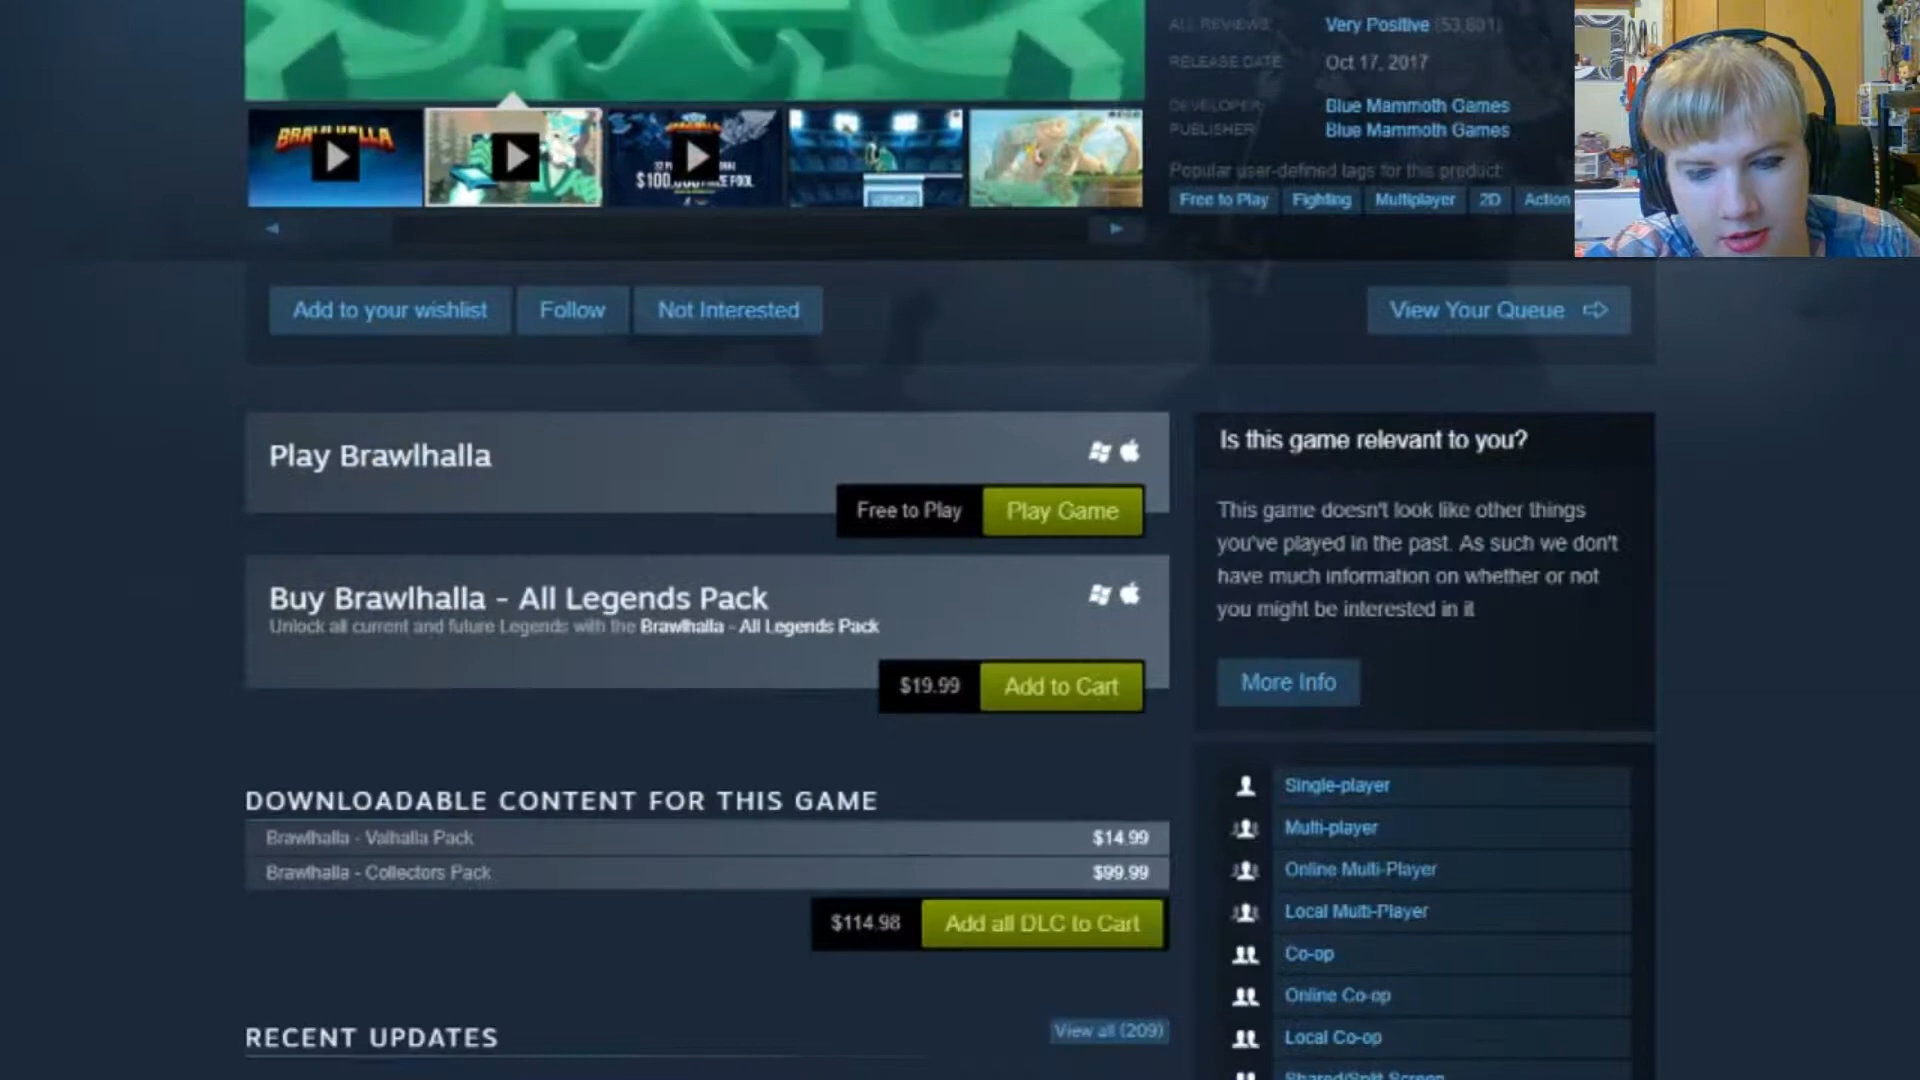 ALL REVIEWS: Very Positive (53,801)
RELEASE DATE: Oct 17, 2017
DEVELOPER: Blue Mammoth Games
PUBLISHER: Blue Mammoth Games
Popular user-defined tags for this product:
Free to Play Fighting Multiplayer 2D Action
BRAWLHALLA
Add to your wishlist Follow Not Interested View Your Queue
Play Brawlhalla
Free to Play Play Game
Buy Brawlhalla - All Legends Pack
Unlock all current and future Legends with the Brawlhalla - All Legends Pack
$19.99 Add to Cart
Is this game relevant to you?
This game doesn't look like other things
you've played in the past. As such we don't
have much information on whether or not
you might be interested in it
More Info
DOWNLOADABLE CONTENT FOR THIS GAME
Brawlhalla - Valhalla Pack $14.99
Brawlhalla - Collectors Pack $99.99
$114.98 Add all DLC to Cart
RECENT UPDATES View all (209)
Single-player
Multi-player
Online Multi-Player
Local Multi-Player
Co-op
Online Co-op
Local Co-op
Shared/Split Screen